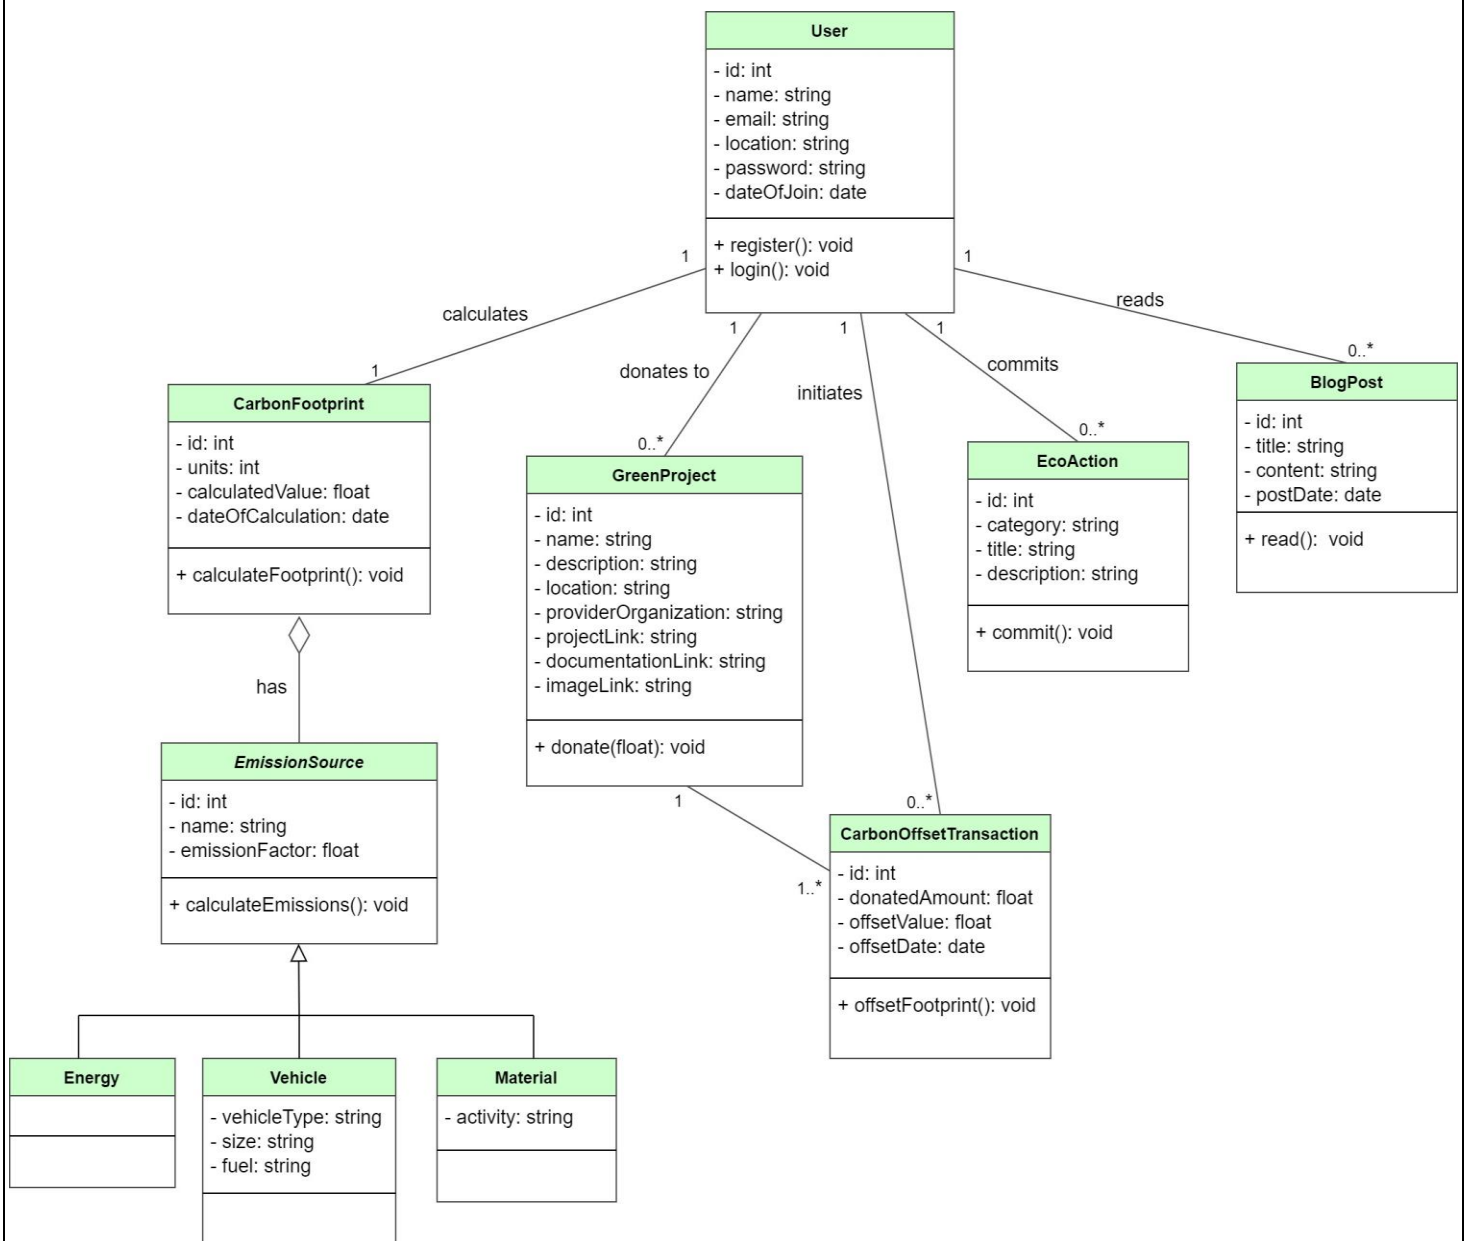 User
- id: int
- name: string
- email: string
- location: string
- password: string
- dateOfJoin: date
+ register(): void
+ login(): void
1
1
calculates
1
1
donates to
0..*
1
initiates
0..*
1
commits
0..*
reads
0..*
CarbonFootprint
- id: int
- units: int
- calculatedValue: float
- dateOfCalculation: date
+ calculateFootprint(): void
has
GreenProject
- id: int
- name: string
- description: string
- location: string
- providerOrganization: string
- projectLink: string
- documentationLink: string
- imageLink: string
+ donate(float): void
1
1..*
EcoAction
- id: int
- category: string
- title: string
- description: string
+ commit(): void
BlogPost
- id: int
- title: string
- content: string
- postDate: date
+ read():  void
EmissionSource
- id: int
- name: string
- emissionFactor: float
+ calculateEmissions(): void
CarbonOffsetTransaction
- id: int
- donatedAmount: float
- offsetValue: float
- offsetDate: date
+ offsetFootprint(): void
Energy
Vehicle
- vehicleType: string
- size: string
- fuel: string
Material
- activity: string